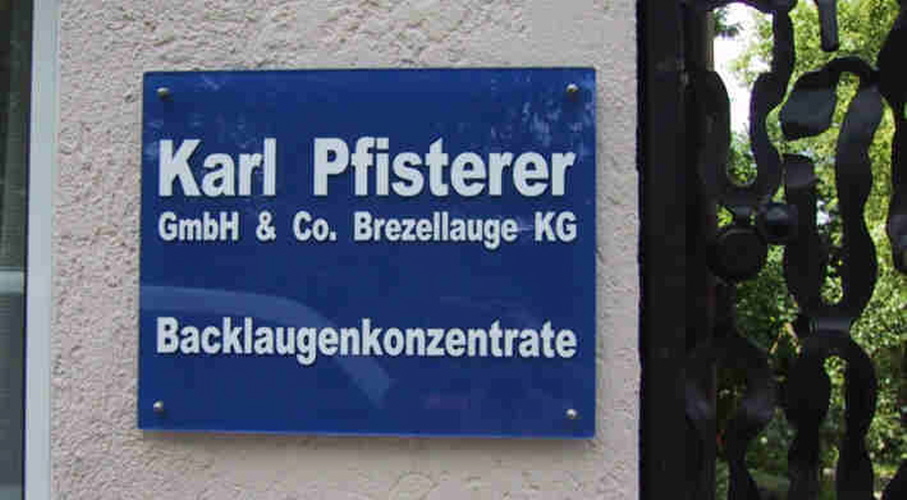 Karl Pfisterer
GmbH & Co. Brezellauge KG
Backlaugenkonzentrate